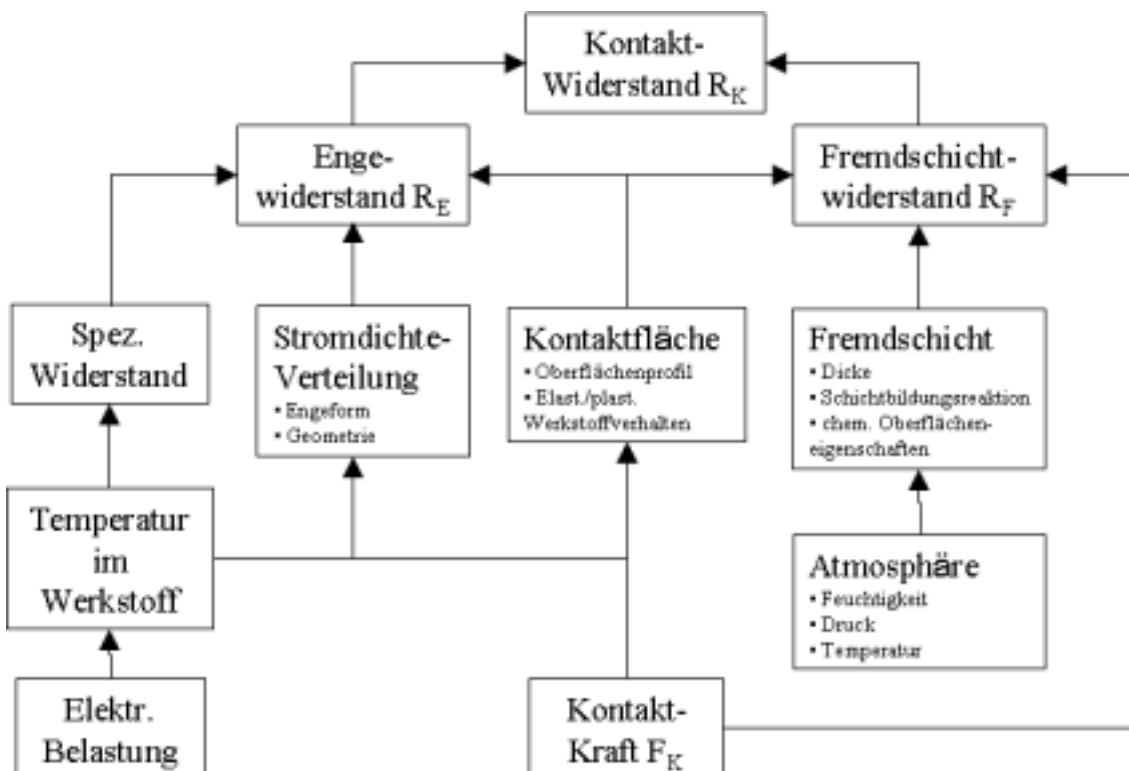 Kontakt-
Widerstand R_K
Enge-
widerstand R_E
Fremdschicht-
widerstand R_F
Spez.
Widerstand
Stromdichte-
Verteilung
▪ Engeform
▪ Geometrie
Kontaktfläche
▪ Oberflächenprofil
▪ Elast./plast.
Werkstoffverhalten
Fremdschicht
▪ Dicke
▪ Schichtbildungsreaktion
▪ chem. Oberflächen-
eigenschaften
Temperatur
im
Werkstoff
Atmosphäre
▪ Feuchtigkeit
▪ Druck
▪ Temperatur
Elektr.
Belastung
Kontakt-
Kraft F_K